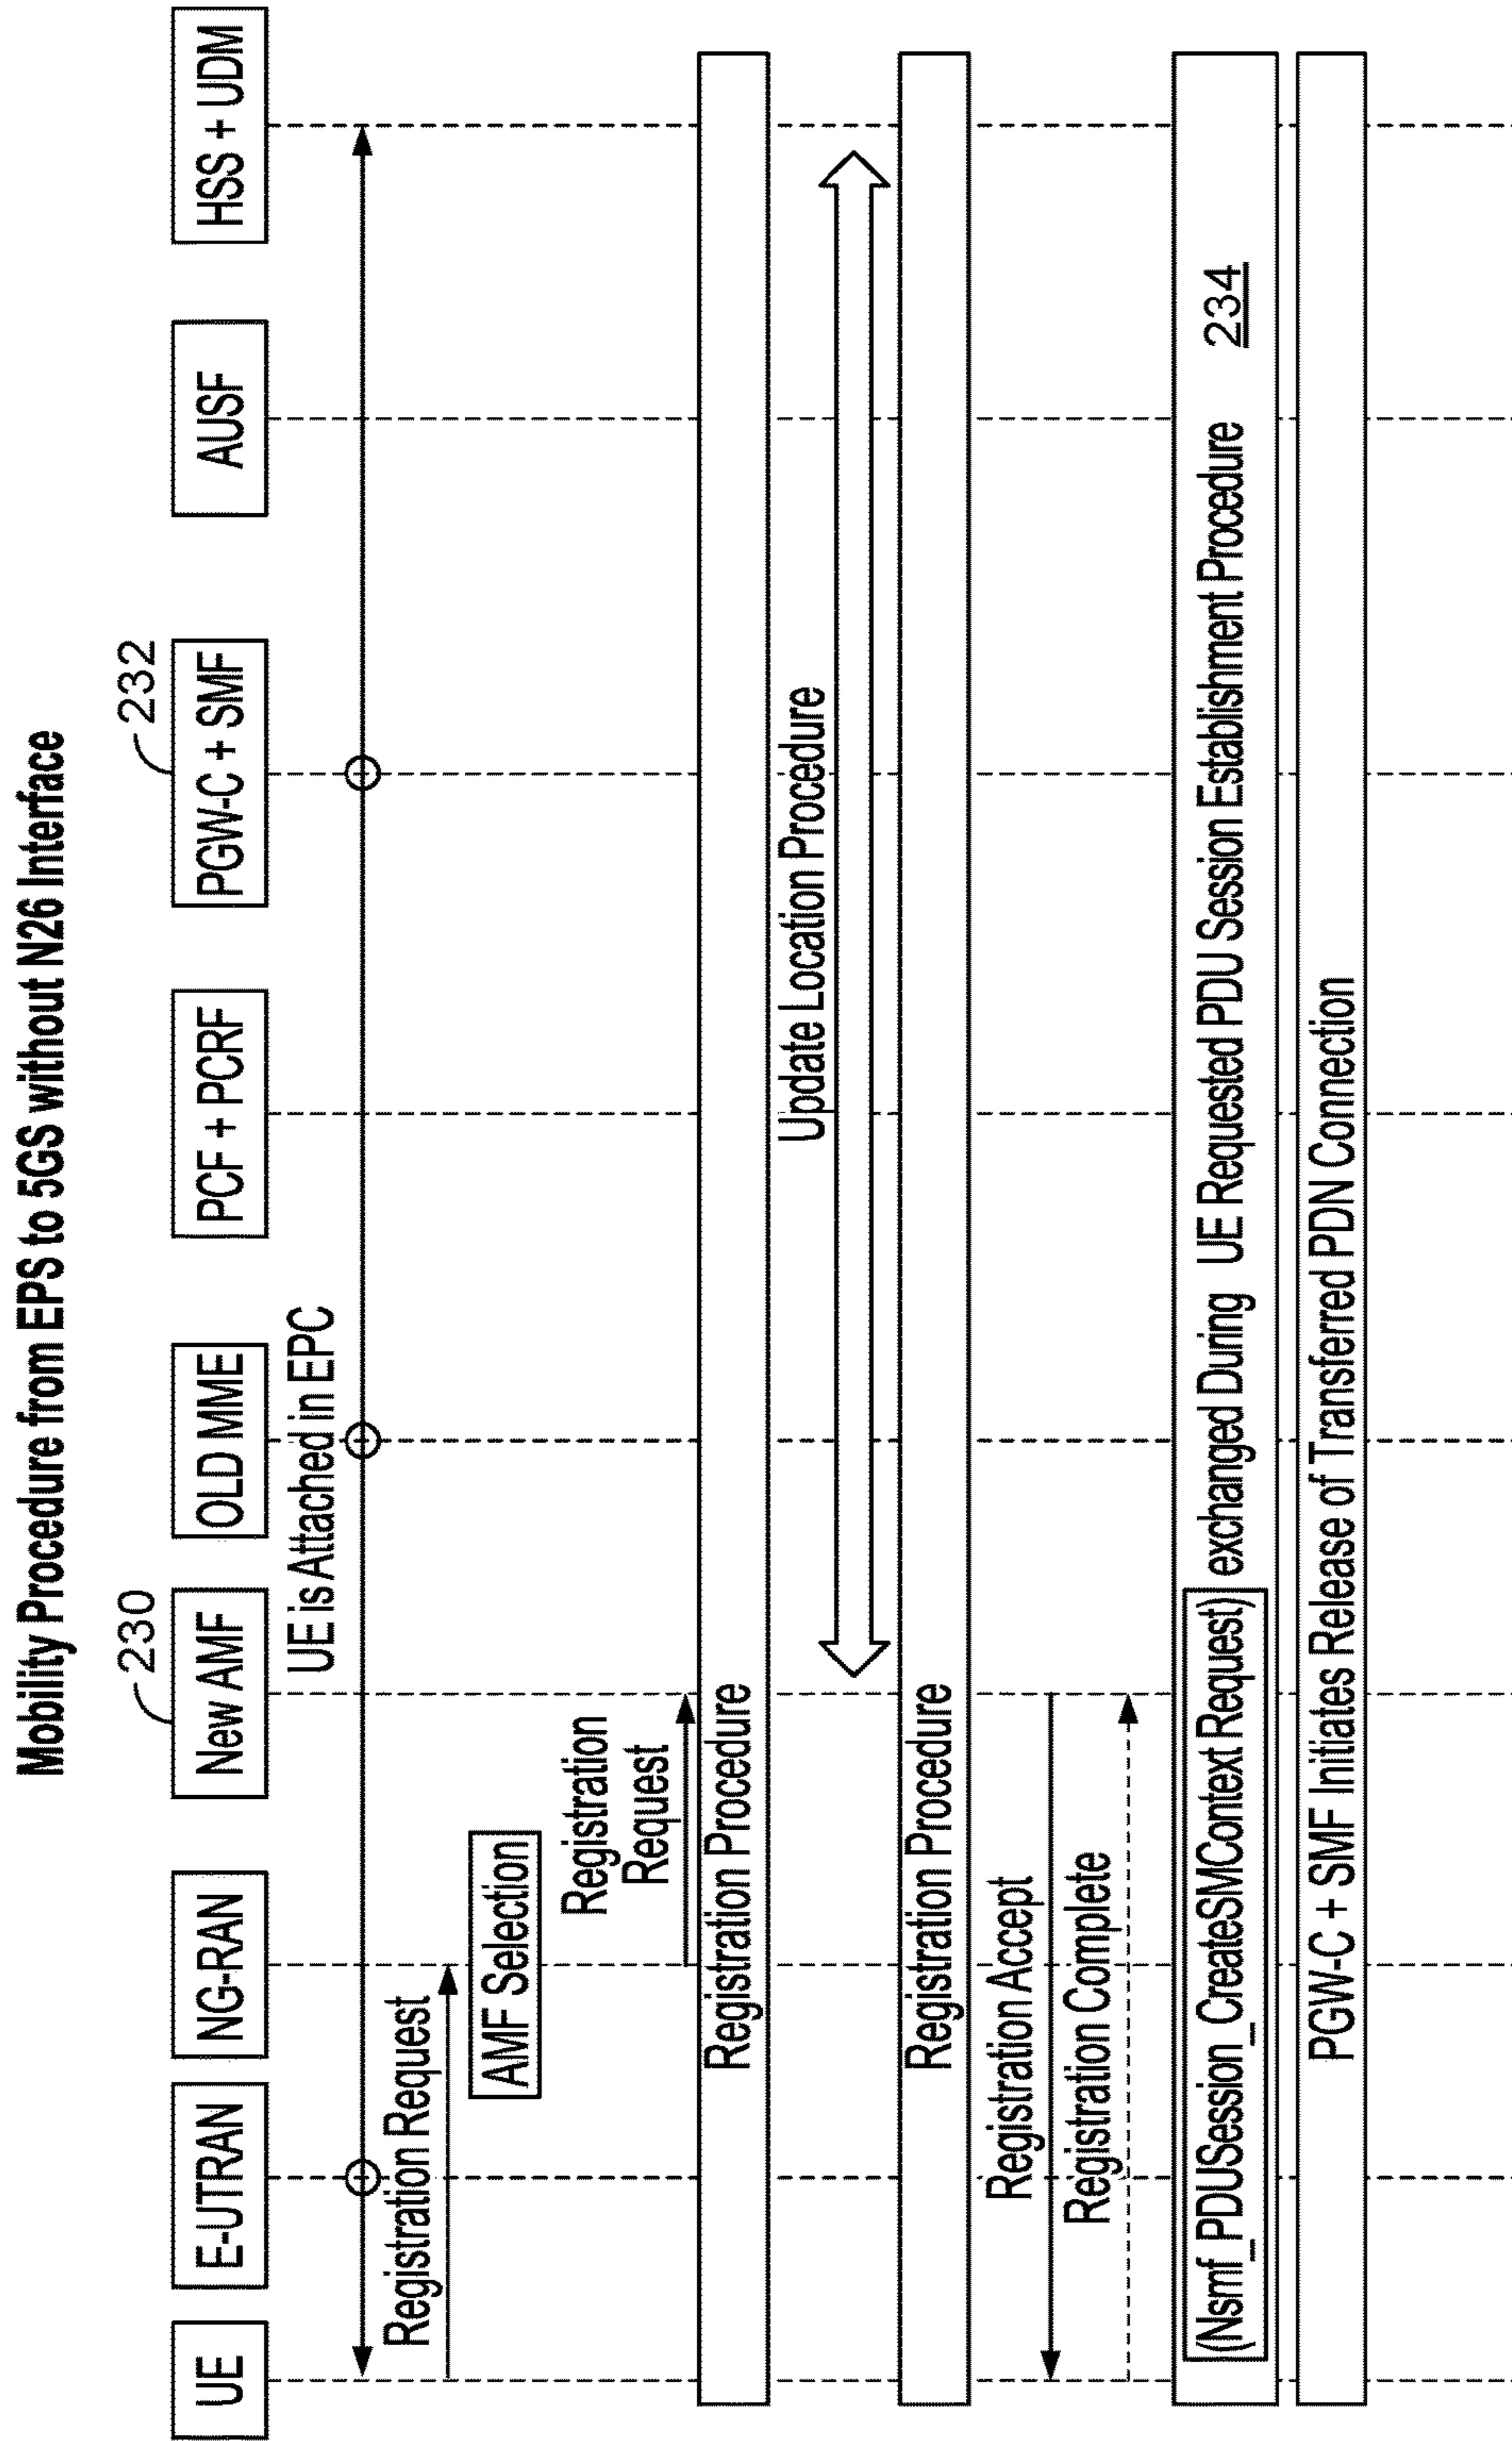 Mobility Procedure from EPS to 5GS without N26 Interface
230
232
UE
E-UTRAN
NG-RAN
New AMF
OLD MME
PCF + PCRF
PGW-C + SMF
AUSF
HSS + UDM
UE is Attached in EPC
Registration Request
AMF Selection
Registration
Request
Registration Procedure
Update Location Procedure
Registration Procedure
Registration Accept
Registration Complete
(Nsmf_PDUSession_CreateSMContext Request) exchanged During UE Requested PDU Session Establishment Procedure 234
PGW-C + SMF Initiates Release of Transferred PDN Connection